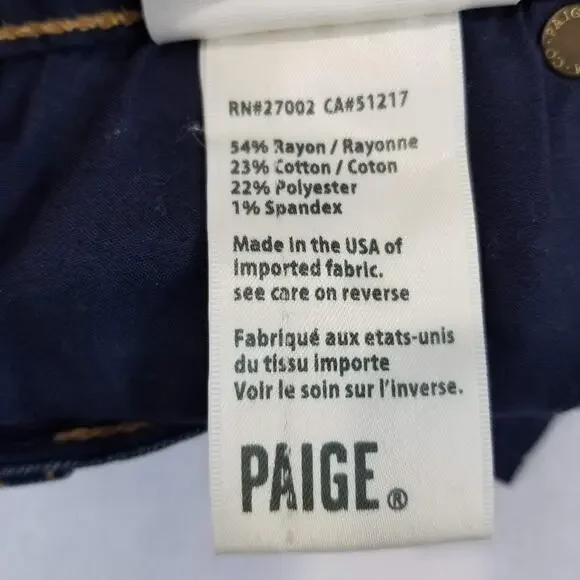 RN#27002 CA#51217
54% Rayon / Rayonne
23% Cotton / Coton
22% Polyester
1% Spandex
Made in the USA of
imported fabric.
see care on reverse
Fabriqué aux etats-unis
du tissu importe
Voir le soin sur l'inverse.
PAIGE®
PAIGE